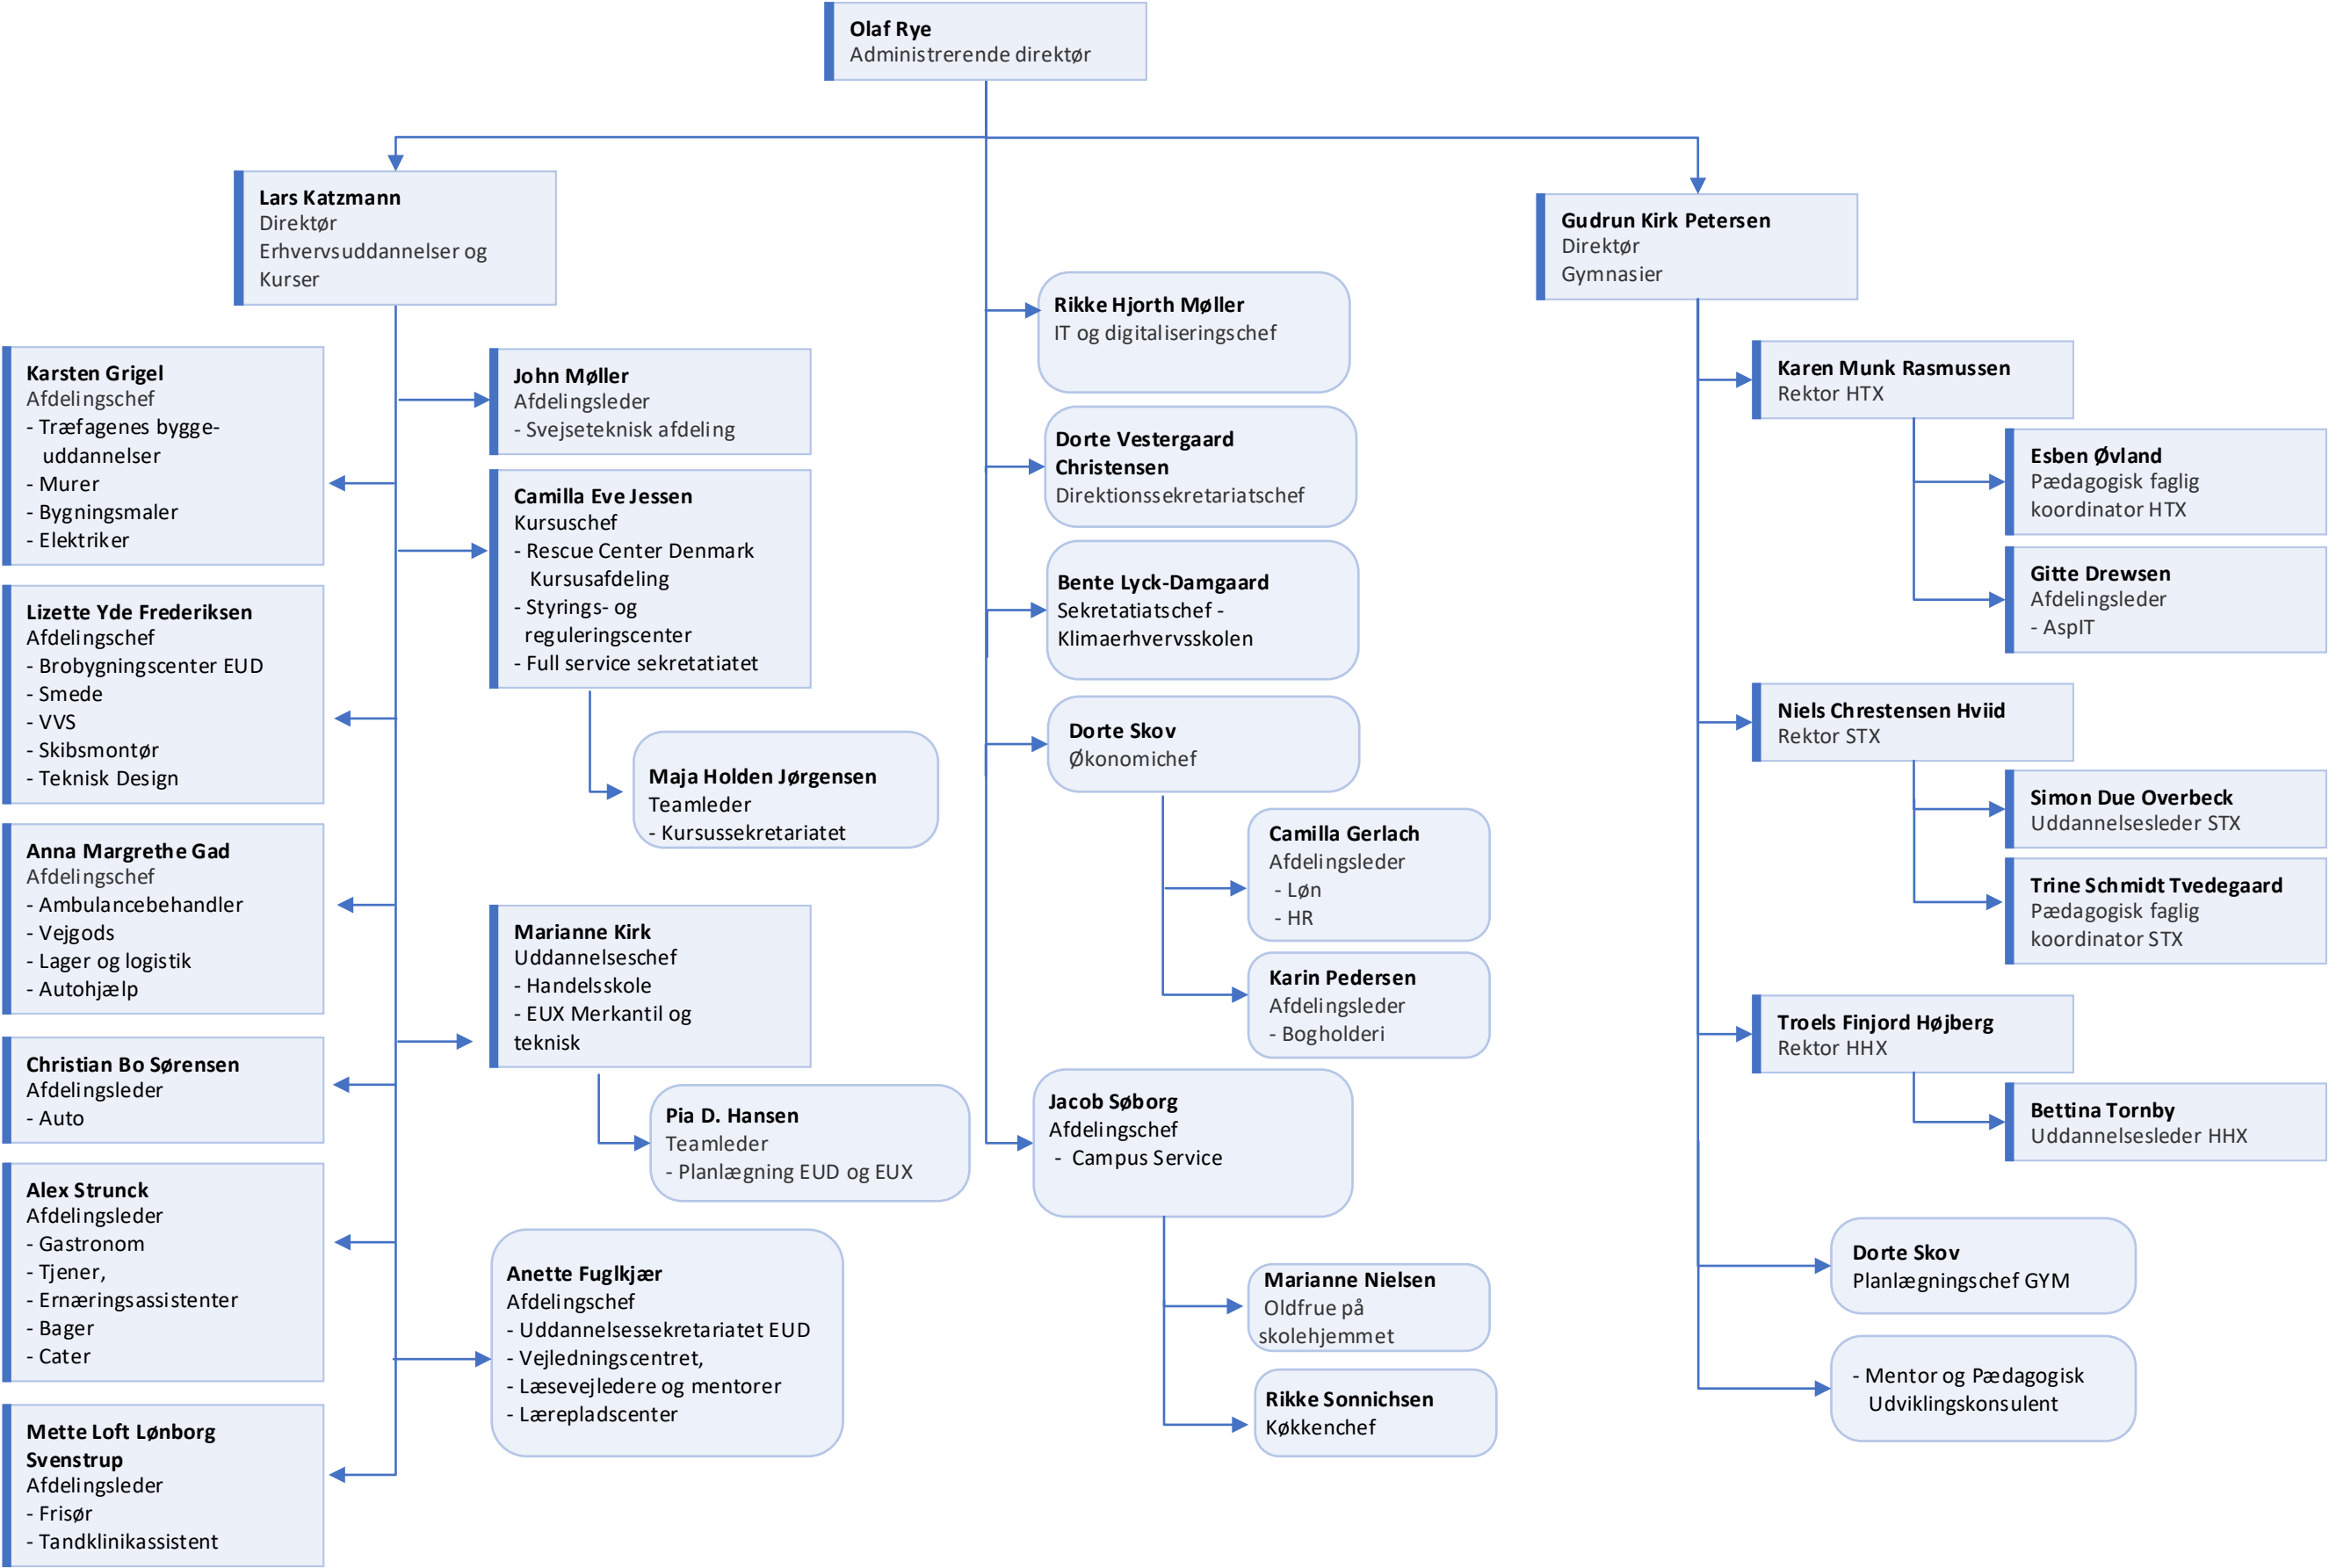 Olaf Rye
Administrerende direktør
Lars Katzmann
Direktør
Erhvervsuddannelser og
Kurser
Gudrun Kirk Petersen
Direktør
Gymnasier
Karsten Grigel
Afdelingschef
- Træfagenes bygge-
uddannelser
- Murer
- Bygningsmaler
- Elektriker
Lizette Yde Frederiksen
Afdelingschef
- Brobygningscenter EUD
- Smede
- VVS
- Skibsmontør
- Teknisk Design
Anna Margrethe Gad
Afdelingschef
- Ambulancebehandler
- Vejgods
- Lager og logistik
- Autohjælp
Christian Bo Sørensen
Afdelingsleder
- Auto
Alex Strunck
Afdelingsleder
- Gastronom
- Tjener,
- Ernæringsassistenter
- Bager
- Cater
Mette Loft Lønborg
Svenstrup
Afdelingsleder
- Frisør
- Tandklinikassistent
John Møller
Afdelingsleder
- Svejseteknisk afdeling
Camilla Eve Jessen
Kursuschef
- Rescue Center Denmark
Kursusafdeling
- Styrings- og
reguleringscenter
- Full service sekretatiatet
Maja Holden Jørgensen
Teamleder
- Kursussekretariatet
Marianne Kirk
Uddannelseschef
- Handelsskole
- EUX Merkantil og
teknisk
Pia D. Hansen
Teamleder
- Planlægning EUD og EUX
Anette Fuglkjær
Afdelingschef
- Uddannelsessekretariatet EUD
- Vejledningscentret,
- Læsevejledere og mentorer
- Lærepladscenter
Rikke Hjorth Møller
IT og digitaliseringschef
Dorte Vestergaard
Christensen
Direktionssekretariatschef
Bente Lyck-Damgaard
Sekretatiatschef -
Klimaerhvervsskolen
Dorte Skov
Økonomichef
Camilla Gerlach
Afdelingsleder
- Løn
- HR
Karin Pedersen
Afdelingsleder
- Bogholderi
Jacob Søborg
Afdelingschef
- Campus Service
Marianne Nielsen
Oldfrue på
skolehjemmet
Rikke Sonnichsen
Køkkenchef
Karen Munk Rasmussen
Rektor HTX
Esben Øvland
Pædagogisk faglig
koordinator HTX
Gitte Drewsen
Afdelingsleder
- AspIT
Niels Chrestensen Hviid
Rektor STX
Simon Due Overbeck
Uddannelsesleder STX
Trine Schmidt Tvedegaard
Pædagogisk faglig
koordinator STX
Troels Finjord Højberg
Rektor HHX
Bettina Tornby
Uddannelsesleder HHX
Dorte Skov
Planlægningschef GYM
- Mentor og Pædagogisk
Udviklingskonsulent